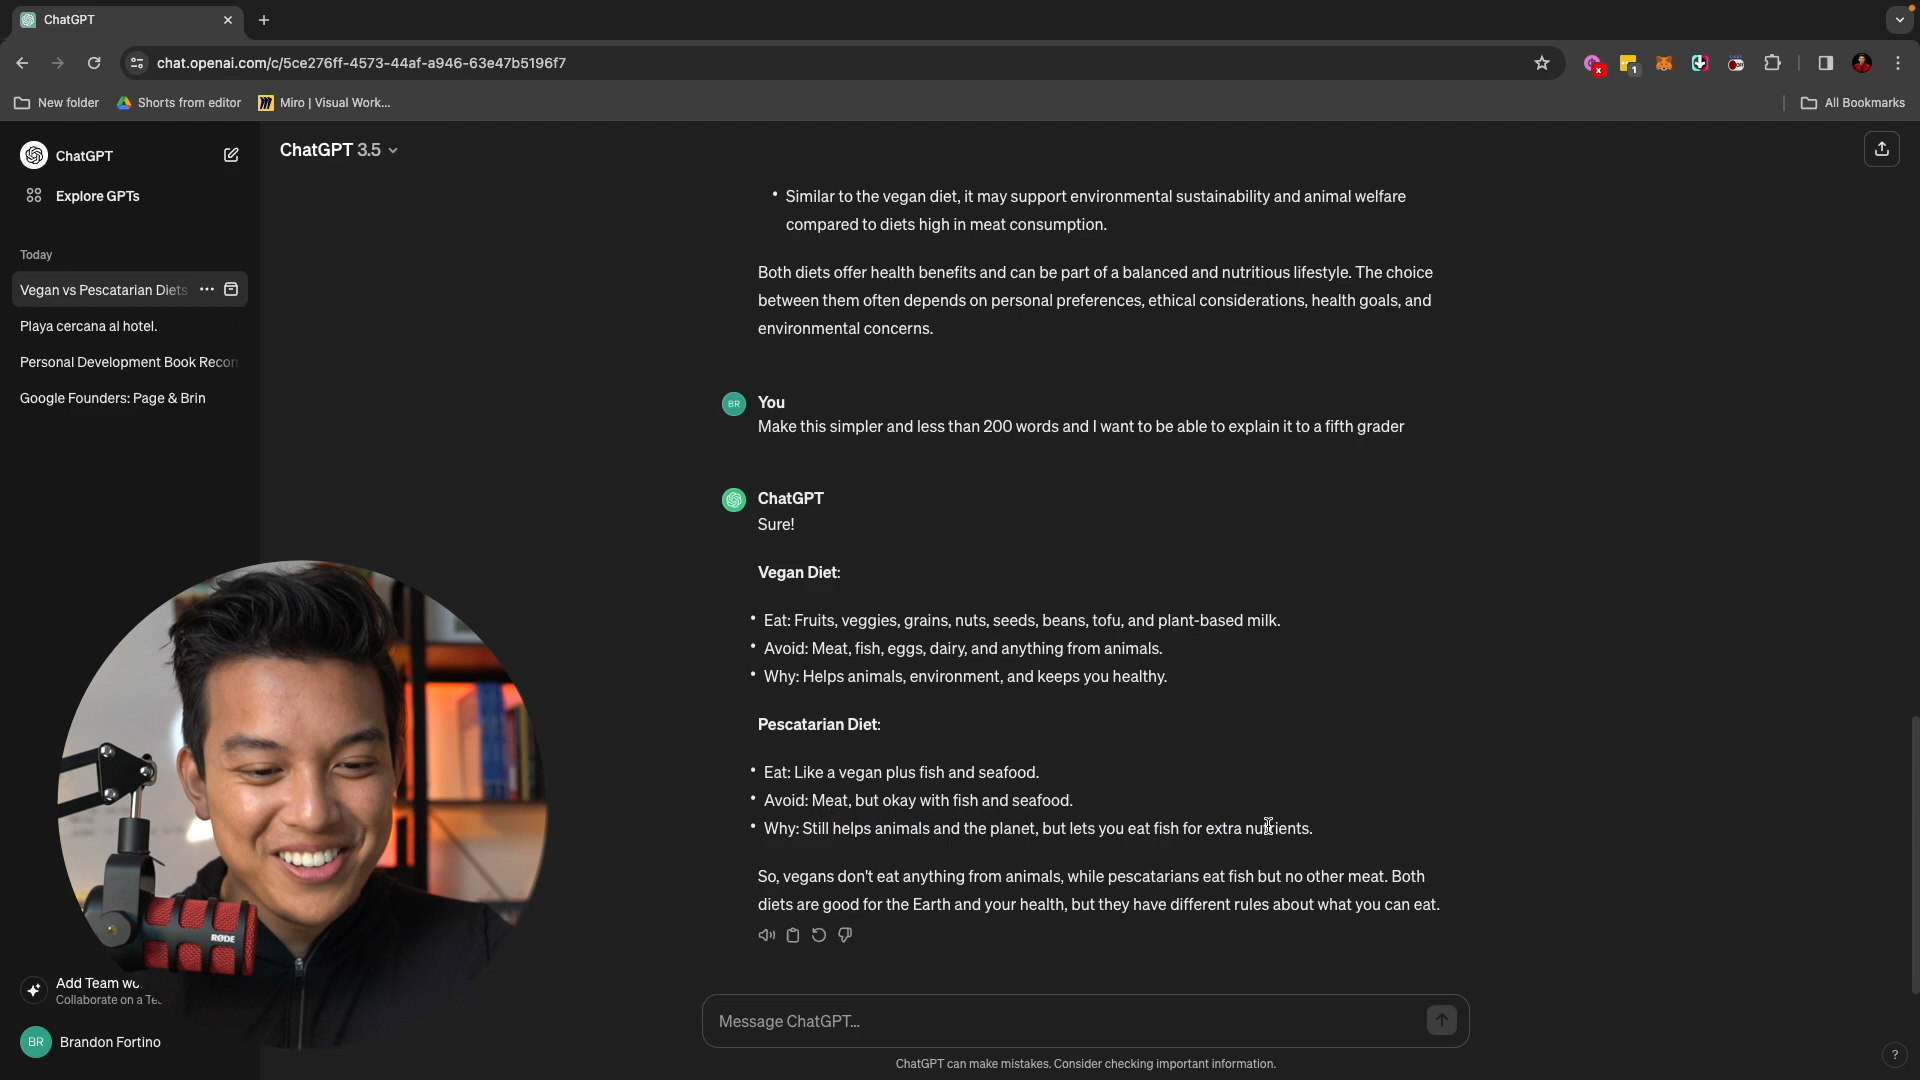 ChatGPT
chat.openai.com/c/5ce276ff-4573-44af-a946-63e47b5196f7
x
1
New folder
Shorts from editor
Miro | Visual Work...
All Bookmarks
ChatGPT
Explore GPTs
Today
Vegan vs Pescatarian Diets
Playa cercana al hotel.
Personal Development Book Recom
Google Founders: Page & Brin
ChatGPT 3.5
• Similar to the vegan diet, it may support environmental sustainability and animal welfare
compared to diets high in meat consumption.
Both diets offer health benefits and can be part of a balanced and nutritious lifestyle. The choice
between them often depends on personal preferences, ethical considerations, health goals, and
environmental concerns.
BR
You
Make this simpler and less than 200 words and I want to be able to explain it to a fifth grader
ChatGPT
Sure!
Vegan Diet:
• Eat: Fruits, veggies, grains, nuts, seeds, beans, tofu, and plant-based milk.
• Avoid: Meat, fish, eggs, dairy, and anything from animals.
• Why: Helps animals, environment, and keeps you healthy.
Pescatarian Diet:
• Eat: Like a vegan plus fish and seafood.
• Avoid: Meat, but okay with fish and seafood.
• Why: Still helps animals and the planet, but lets you eat fish for extra nutrients.
So, vegans don't eat anything from animals, while pescatarians eat fish but no other meat. Both
diets are good for the Earth and your health, but they have different rules about what you can eat.
RØDE
Add Team
Collaborate on a
BR
Brandon Fortino
Message ChatGPT...
ChatGPT can make mistakes. Consider checking important information.
?